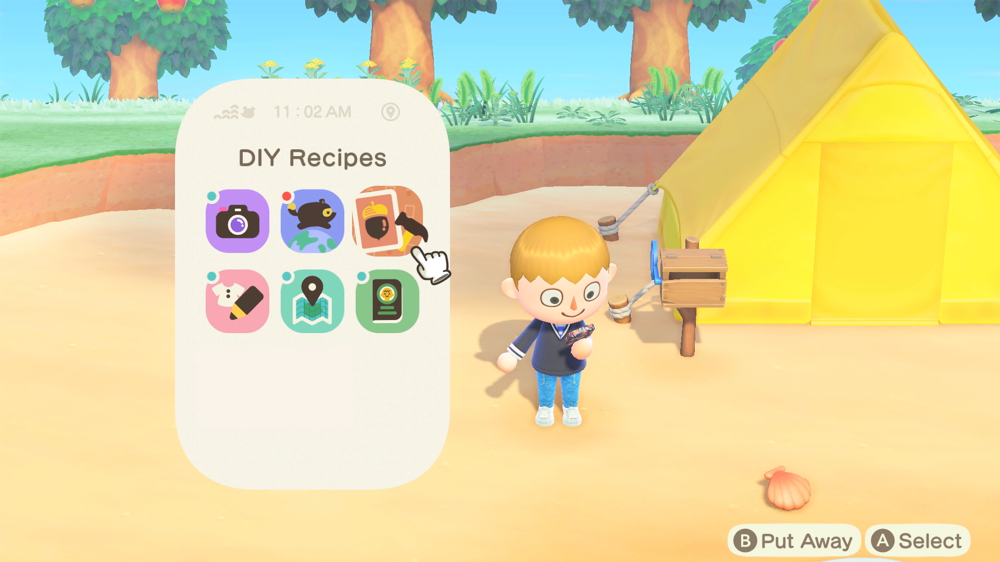 11:02 AM
DIY Recipes
B Put Away
A Select